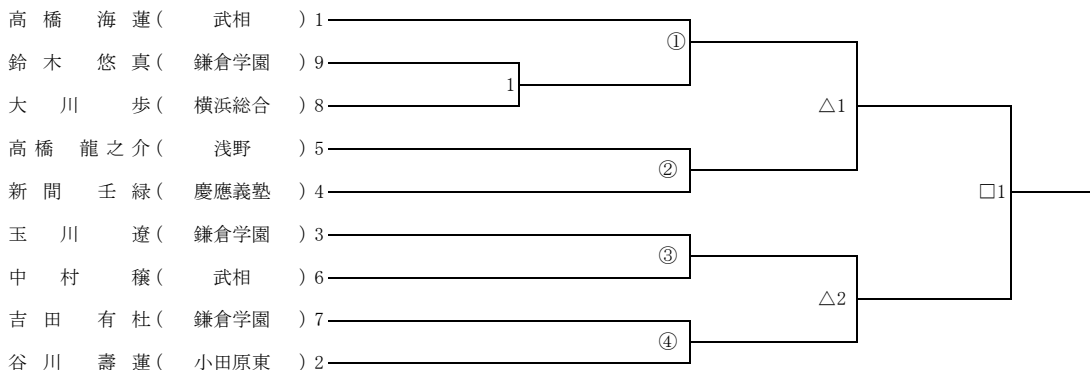 高橋 海蓮( 武相 )1
①
鈴木 悠真( 鎌倉学園 )9
1
大川 歩( 横浜総合 )8
△1
高橋 龍之介( 浅野 )5
②
新間 壬緑( 慶應義塾 )4
□1
玉川 遼( 鎌倉学園 )3
③
中村 穣( 武相 )6
△2
吉田 有杜( 鎌倉学園 )7
④
谷川 壽蓮( 小田原東 )2